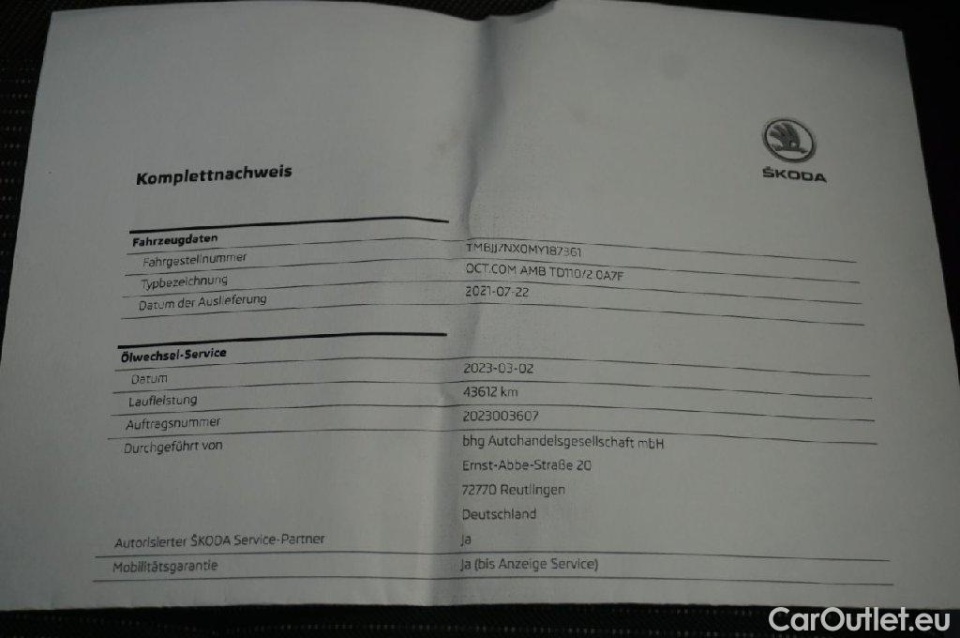 ŠKODA
Komplettnachweis
Fahrzeugdaten
Fahrgestellnummer TMBJJ7NX0MY187361
Typbezeichnung OCT.COM AMB TD110/2.0A7F
Datum der Auslieferung 2021-07-22
Ölwechsel-Service
Datum 2023-03-02
Laufleistung 43612 km
Auftragsnummer 2023003607
Durchgeführt von bhg Autohandelsgesellschaft mbH
Ernst-Abbe-Straße 20
72770 Reutlingen
Deutschland
Autorisierter ŠKODA Service-Partner Ja
Mobilitätsgarantie Ja (bis Anzeige Service)
CarOutlet.eu